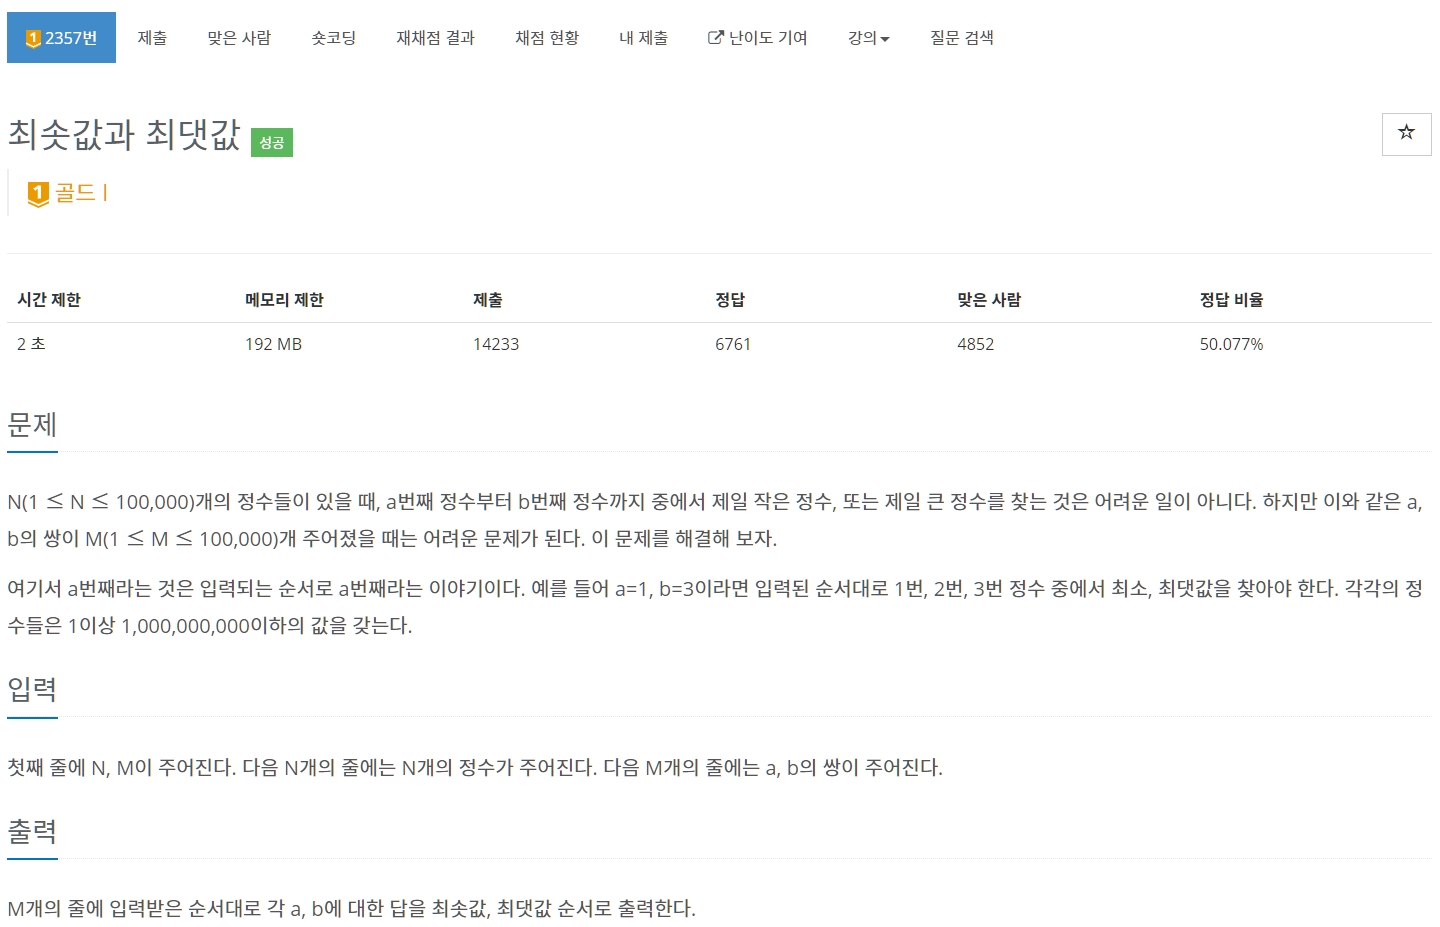 1 2357번 제출 맞은 사람 숏코딩 재채점 결과 채점 현황 내 제출 난이도 기여 강의 질문 검색
최솟값과 최댓값 성공
1 골드 I
시간 제한 메모리 제한 제출 정답 맞은 사람 정답 비율
2 초 192 MB 14233 6761 4852 50.077%
문제
N(1 ≤ N ≤ 100,000)개의 정수들이 있을 때, a번째 정수부터 b번째 정수까지 중에서 제일 작은 정수, 또는 제일 큰 정수를 찾는 것은 어려운 일이 아니다. 하지만 이와 같은 a,
b의 쌍이 M(1 ≤ M ≤ 100,000)개 주어졌을 때는 어려운 문제가 된다. 이 문제를 해결해 보자.
여기서 a번째라는 것은 입력되는 순서로 a번째라는 이야기이다. 예를 들어 a=1, b=3이라면 입력된 순서대로 1번, 2번, 3번 정수 중에서 최소, 최댓값을 찾아야 한다. 각각의 정
수들은 1이상 1,000,000,000이하의 값을 갖는다.
입력
첫째 줄에 N, M이 주어진다. 다음 N개의 줄에는 N개의 정수가 주어진다. 다음 M개의 줄에는 a, b의 쌍이 주어진다.
출력
M개의 줄에 입력받은 순서대로 각 a, b에 대한 답을 최솟값, 최댓값 순서로 출력한다.